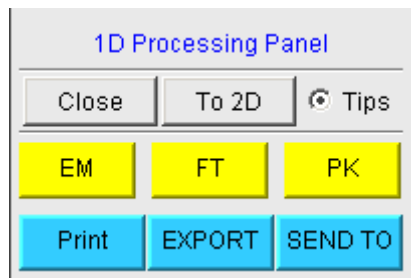 1D Processing Panel
Close To 2D Tips
EM FT PK
Print EXPORT SEND TO